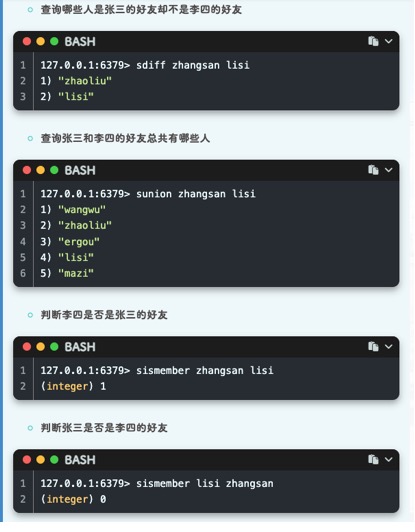 查询哪些人是张三的好友却不是李四的好友
BASH
1 127.0.0.1:6379> sdiff zhangsan lisi
2 1) "zhaoliu"
3 2) "lisi"
查询张三和李四的好友总共有哪些人
BASH
1 127.0.0.1:6379> sunion zhangsan lisi
2 1) "wangwu"
3 2) "zhaoliu"
4 3) "ergou"
5 4) "lisi"
6 5) "mazi"
判断李四是否是张三的好友
BASH
1 127.0.0.1:6379> sismember zhangsan lisi
2 (integer) 1
判断张三是否是李四的好友
BASH
1 127.0.0.1:6379> sismember lisi zhangsan
2 (integer) 0